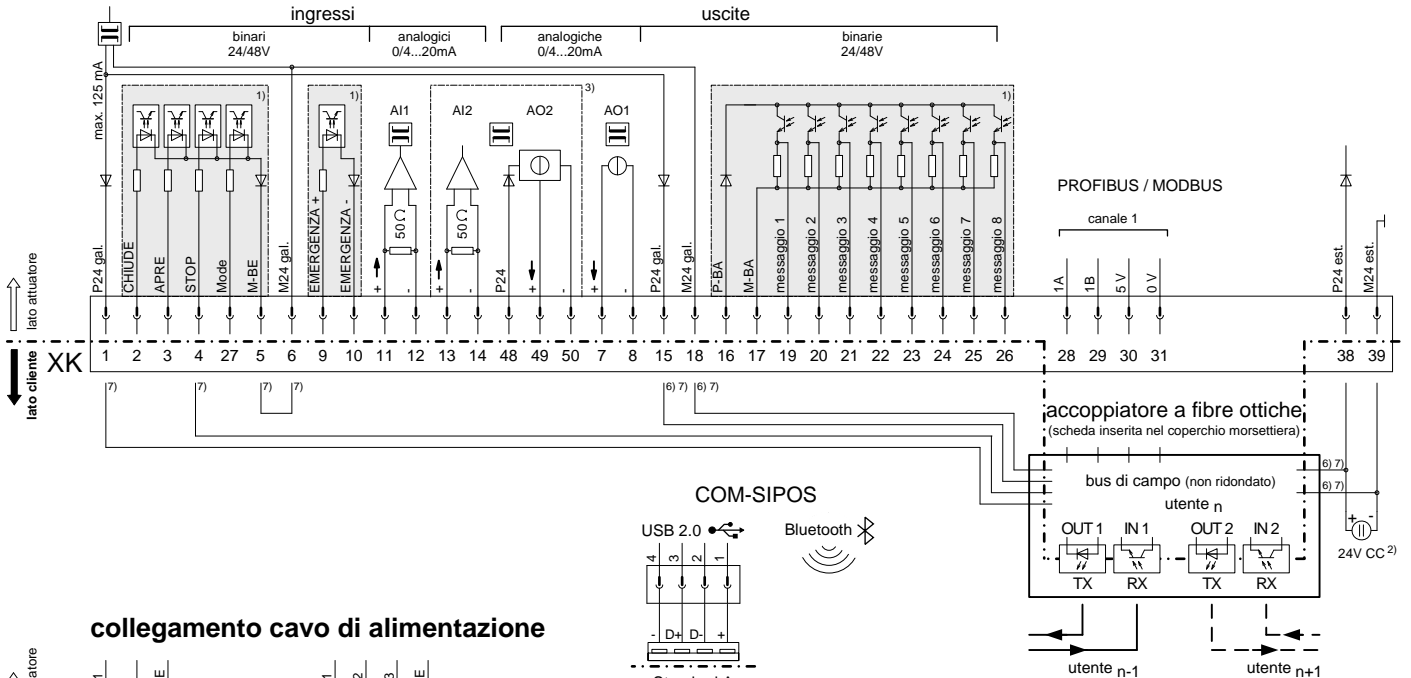 ingressi
uscite
binari
24/48V
analogici
0/4...20mA
analogiche
0/4...20mA
binarie
24/48V
max. 125 mA
1)
1)
3)
1)
AI1
AI2
AO2
AO1
50Ω
50Ω
PROFIBUS / MODBUS
canale 1
lato attuatore
P24 gal.
CHIUDE
APRE
STOP
Mode
M-BE
M24 gal.
EMERGENZA +
EMERGENZA -
+
-
+
-
P24
+
-
+
-
P24 gal.
M24 gal.
P-BA
M-BA
messaggio 1
messaggio 2
messaggio 3
messaggio 4
messaggio 5
messaggio 6
messaggio 7
messaggio 8
1A
1B
5 V
0 V
P24 est.
M24 est.
lato cliente
XK
1 2 3 4 27 5 6 9 10 11 12 13 14 48 49 50 7 8 15 18 16 17 19 20 21 22 23 24 25 26 28 29 30 31 38 39
7) 7) 7) 7) 6) 7) 6) 7)
accoppiatore a fibre ottiche
(scheda inserita nel coperchio morsettiera)
bus di campo (non ridondato)
utente n
6) 7)
6) 7)
OUT 1 IN 1 OUT 2 IN 2
TX RX TX RX
+ -
24V CC 2)
utente n-1
utente n+1
COM-SIPOS
USB 2.0
Bluetooth
4 3 2 1
- D+ D- +
collegamento cavo di alimentazione